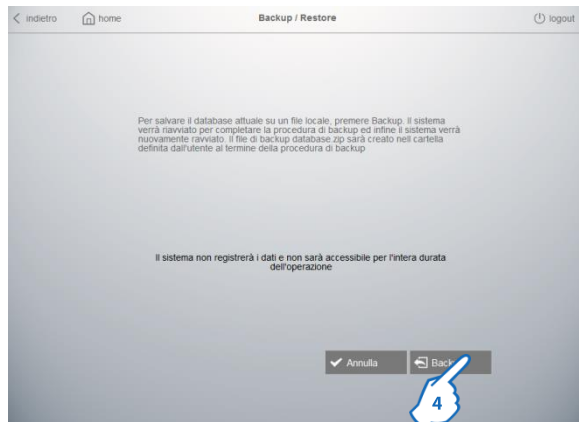 indietro home Backup / Restore logout
Per salvare il database attuale su un file locale, premere Backup. Il sistema
verrà riavviato per completare la procedura di backup ed infine il sistema verrà
nuovamente ravviato. Il file di backup database.zip sarà creato nell cartella
definita dall'utente al termine della procedura di backup
Il sistema non registrerà i dati e non sarà accessibile per l'intera durata
dell'operazione
Annulla Back
4